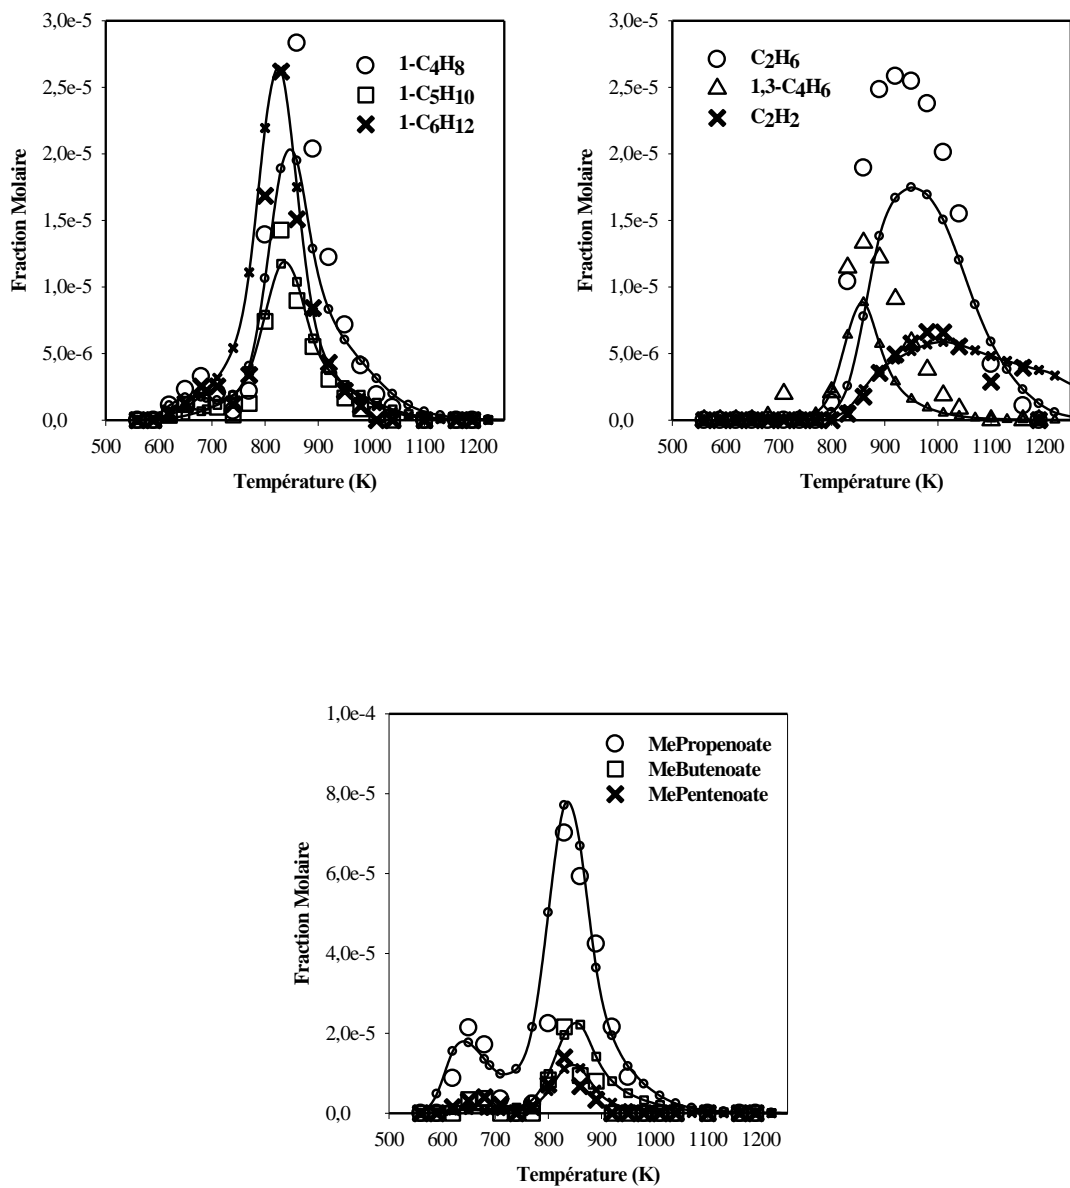 3,0e-5
2,5e-5
2,0e-5
1,5e-5
1,0e-5
5,0e-6
0,0
Fraction Molaire
1-C4H8
1-C5H10
1-C6H12
500 600 700 800 900 1000 1100 1200
Température (K)
3,0e-5
2,5e-5
2,0e-5
1,5e-5
1,0e-5
5,0e-6
0,0
Fraction Molaire
C2H6
1,3-C4H6
C2H2
500 600 700 800 900 1000 1100 1200
Température (K)
1,0e-4
8,0e-5
6,0e-5
4,0e-5
2,0e-5
0,0
Fraction Molaire
MePropenoate
MeButenoate
MePentenoate
500 600 700 800 900 1000 1100 1200
Température (K)